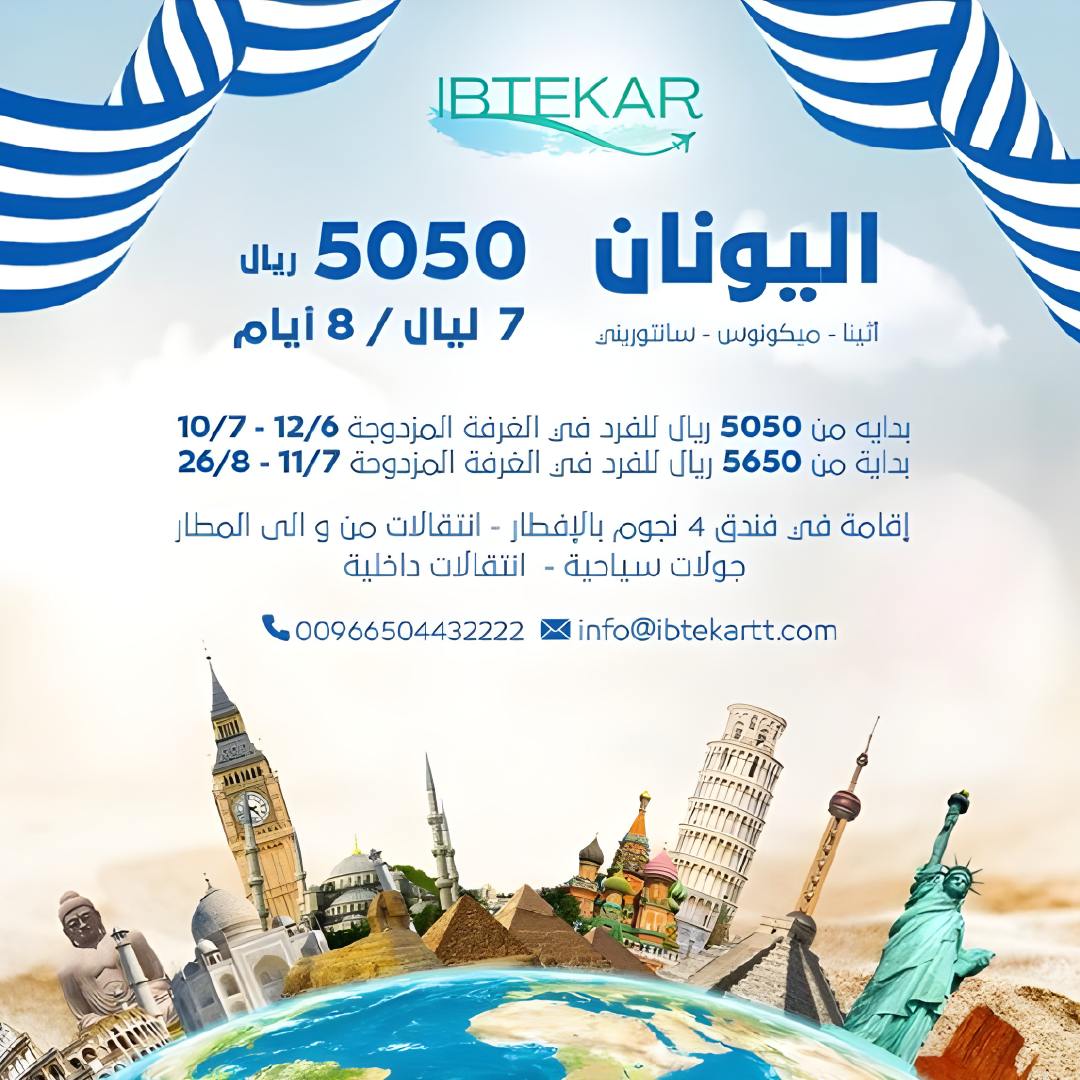 IBTEKAR
اليونان
أثينا - ميكونوس - سانتوريني
5050 ريال
7 ليال / 8 أيام
بدايه من 5050 ريال للفرد في الغرفة المزدوجة 12/6 - 10/7
بداية من 5650 ريال للفرد في الغرفة المزدوجة 11/7 - 26/8
إقامة في فندق 4 نجوم بالإفطار - انتقالات من و الى المطار
جولات سياحية - انتقالات داخلية
00966504432222 info@ibtekartt.com